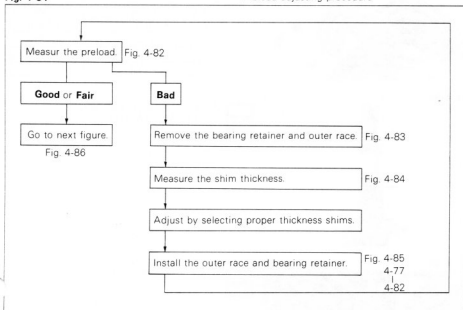 Measur the preload. Fig. 4-82
Good or Fair
Bad
Go to next figure.
Fig. 4-86
Remove the bearing retainer and outer race. Fig. 4-83
Measure the shim thickness. Fig. 4-84
Adjust by selecting proper thickness shims.
Install the outer race and bearing retainer. Fig. 4-85
4-77
|
4-82